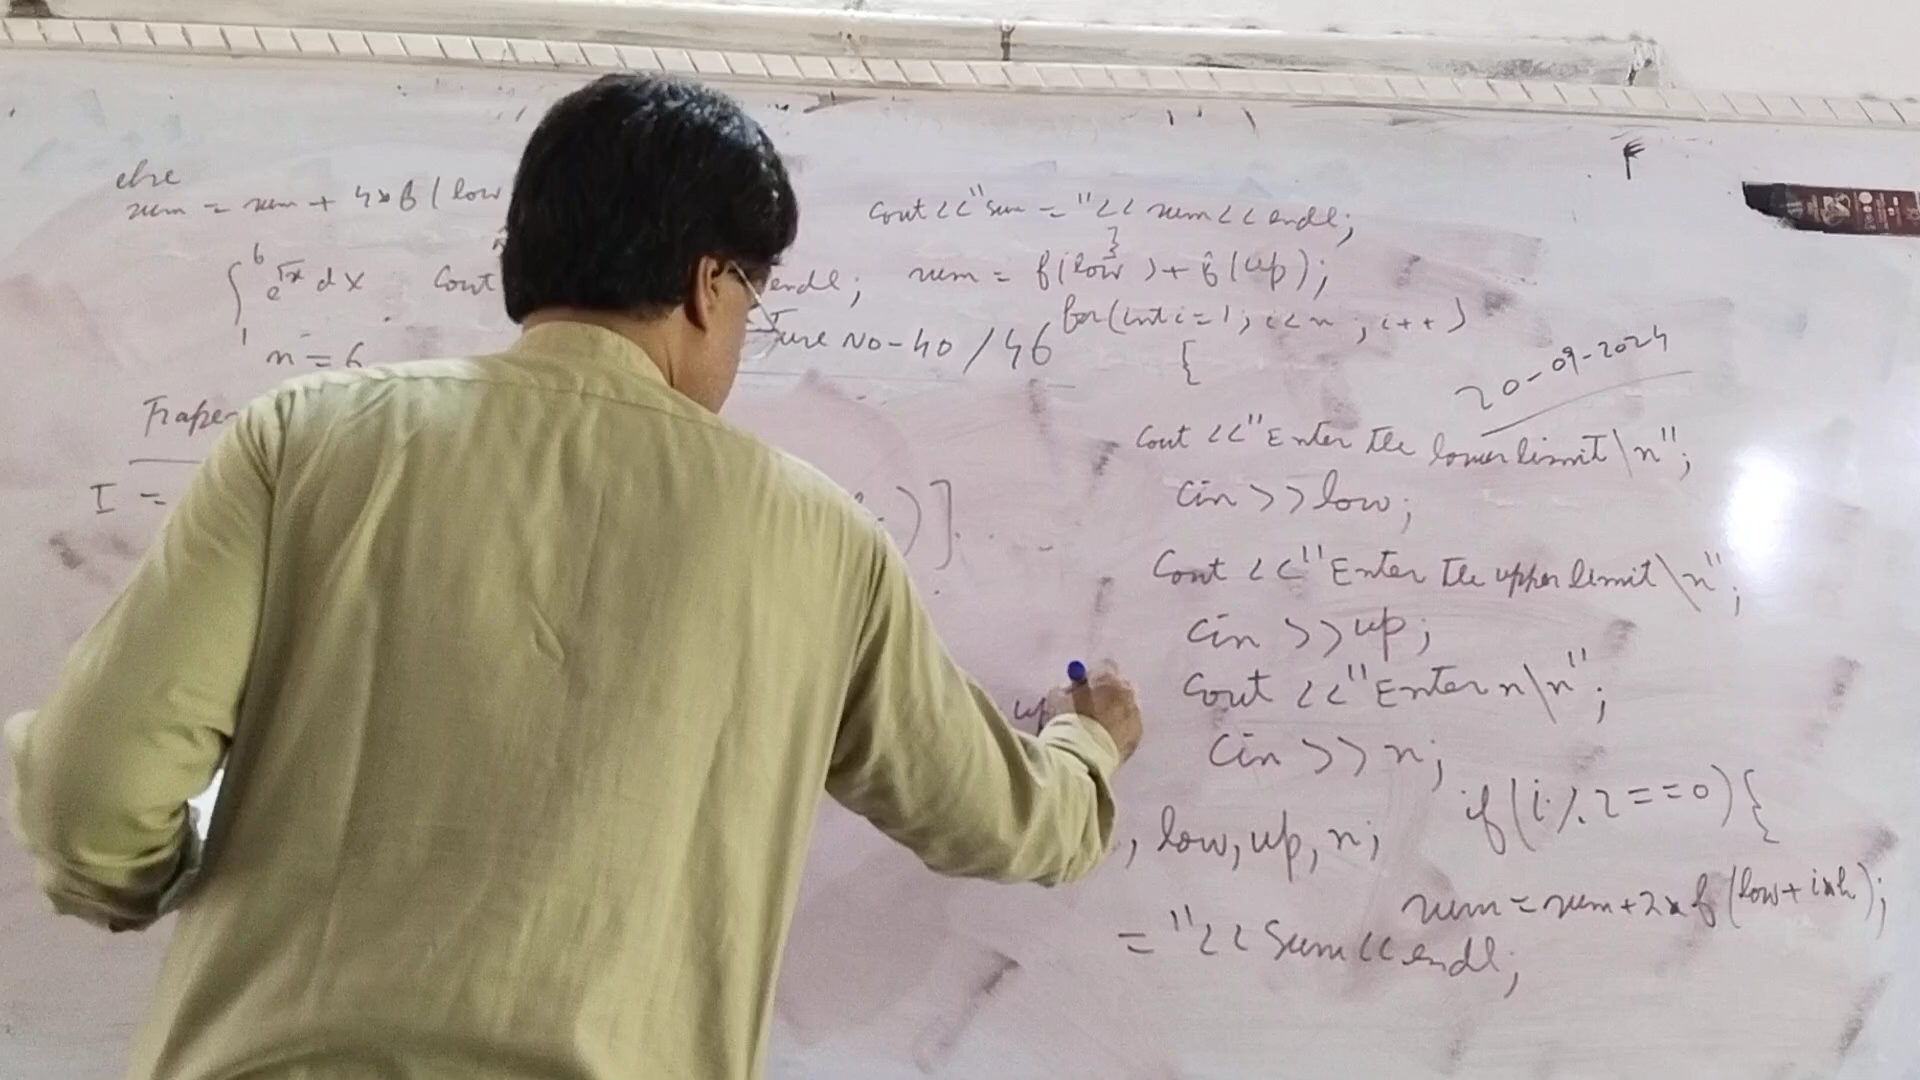 else
sum = sum + 4*f(low
∫₁⁶ e^√x dx
n = 6
Cout
endl;
Trape
I =
)].
cout<<"sum = "<< sum << endl;
}
sum = f(low) + f(up);
ture No-40/46
for(int i=1; i<n; i++)
{
20-09-2024
Cout <<"Enter the lower limit\n";
Cin >>low;
Cout <<"Enter the upper limit\n";
Cin >>up;
Cout <<"Enter n\n";
Cin >>n;
up
, low, up, n;
if(i%2==0){
sum = sum+2*f(low+i*h);
= "<< Sum<<endl;